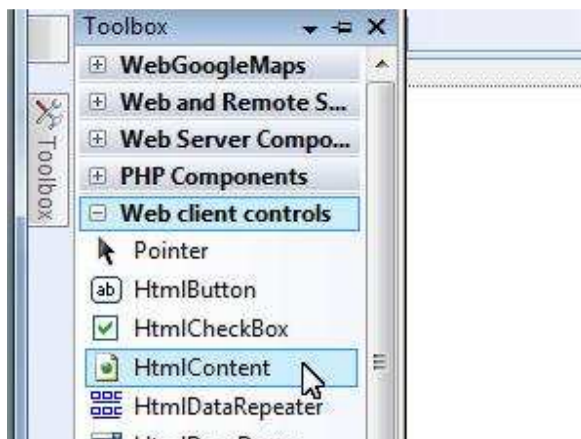 Toolbox
WebGoogleMaps
Web and Remote S...
Web Server Compo...
PHP Components
Web client controls
Pointer
ab HtmlButton
HtmlCheckBox
HtmlContent
HtmlDataRepeater
Toolbox